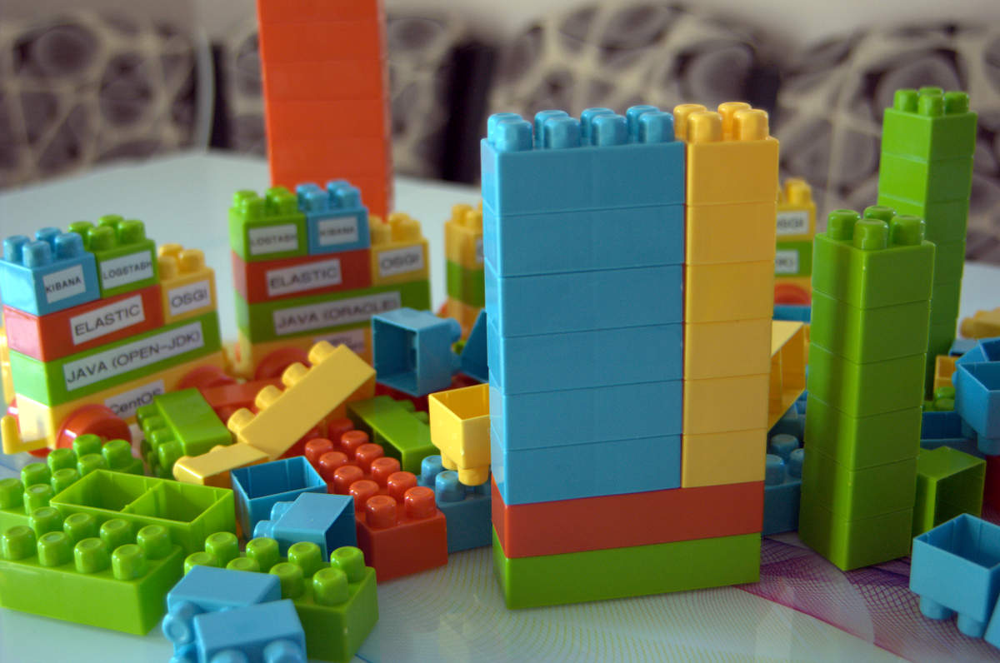 KIBANA
LOGSTASH
ELASTIC
OSGI
JAVA (OPEN-JDK)
CentOS
LOGSTASH
KIBANA
ELASTIC
OSGI
JAVA (ORACLE)
OSGI